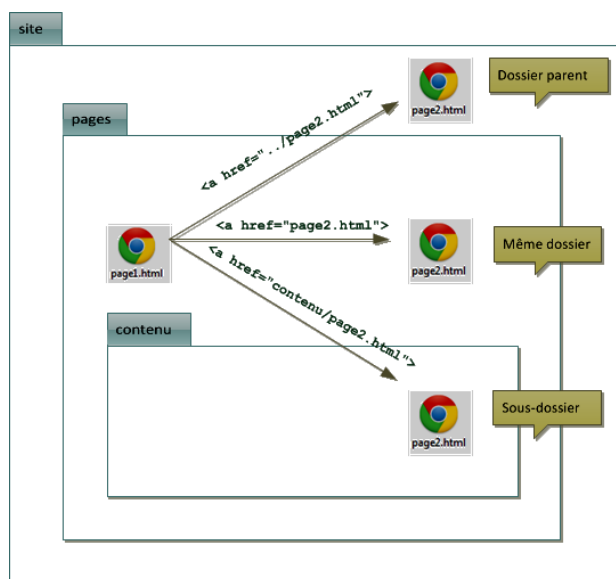 site
page2.html
Dossier parent
pages
<a href="../page2.html">
page1.html
<a href="page2.html">
page2.html
Même dossier
<a href="contenu/page2.html">
contenu
page2.html
Sous-dossier